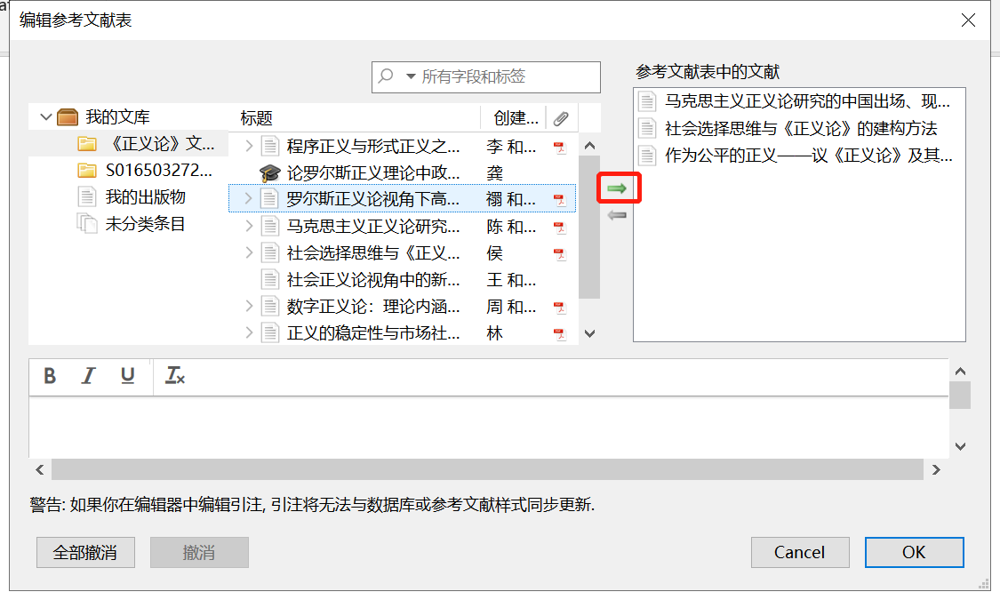 编辑参考文献表
所有字段和标签
参考文献表中的文献
我的文库
《正义论》文...
S016503272...
我的出版物
未分类条目
标题 创建...
程序正义与形式正义之... 李 和...
论罗尔斯正义理论中政... 龚
罗尔斯正义论视角下高... 禤 和...
马克思主义正义论研究... 陈 和...
社会选择思维与《正义... 侯
社会正义论视角中的新... 王 和...
数字正义论：理论内涵... 周 和...
正义的稳定性与市场社... 林
马克思主义正义论研究的中国出场、现...
社会选择思维与《正义论》的建构方法
作为公平的正义——议《正义论》及其...
B I U Tx
警告: 如果你在编辑器中编辑引注, 引注将无法与数据库或参考文献样式同步更新.
全部撤消 撤消 Cancel OK